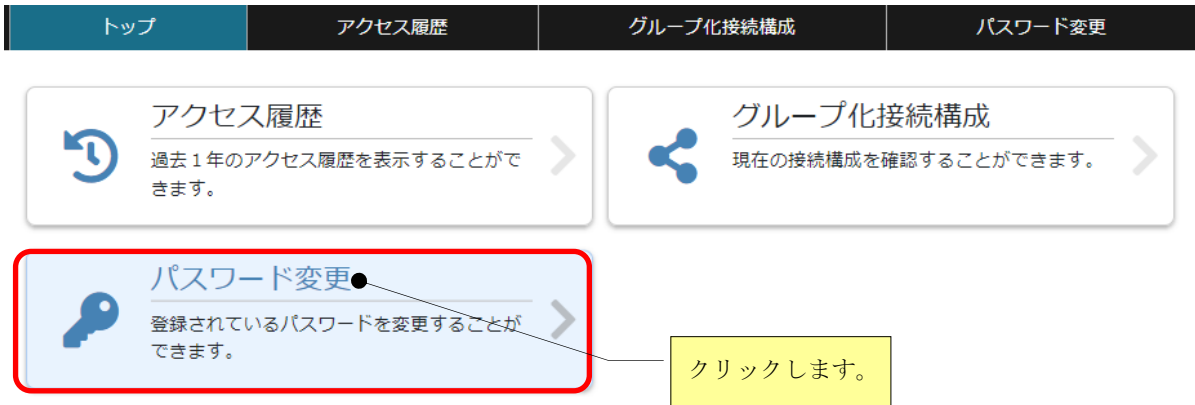 トップ アクセス履歴 グループ化接続構成 パスワード変更
アクセス履歴
過去１年のアクセス履歴を表示することがで
きます。
グループ化接続構成
現在の接続構成を確認することができます。
パスワード変更
登録されているパスワードを変更することが
できます。
クリックします。